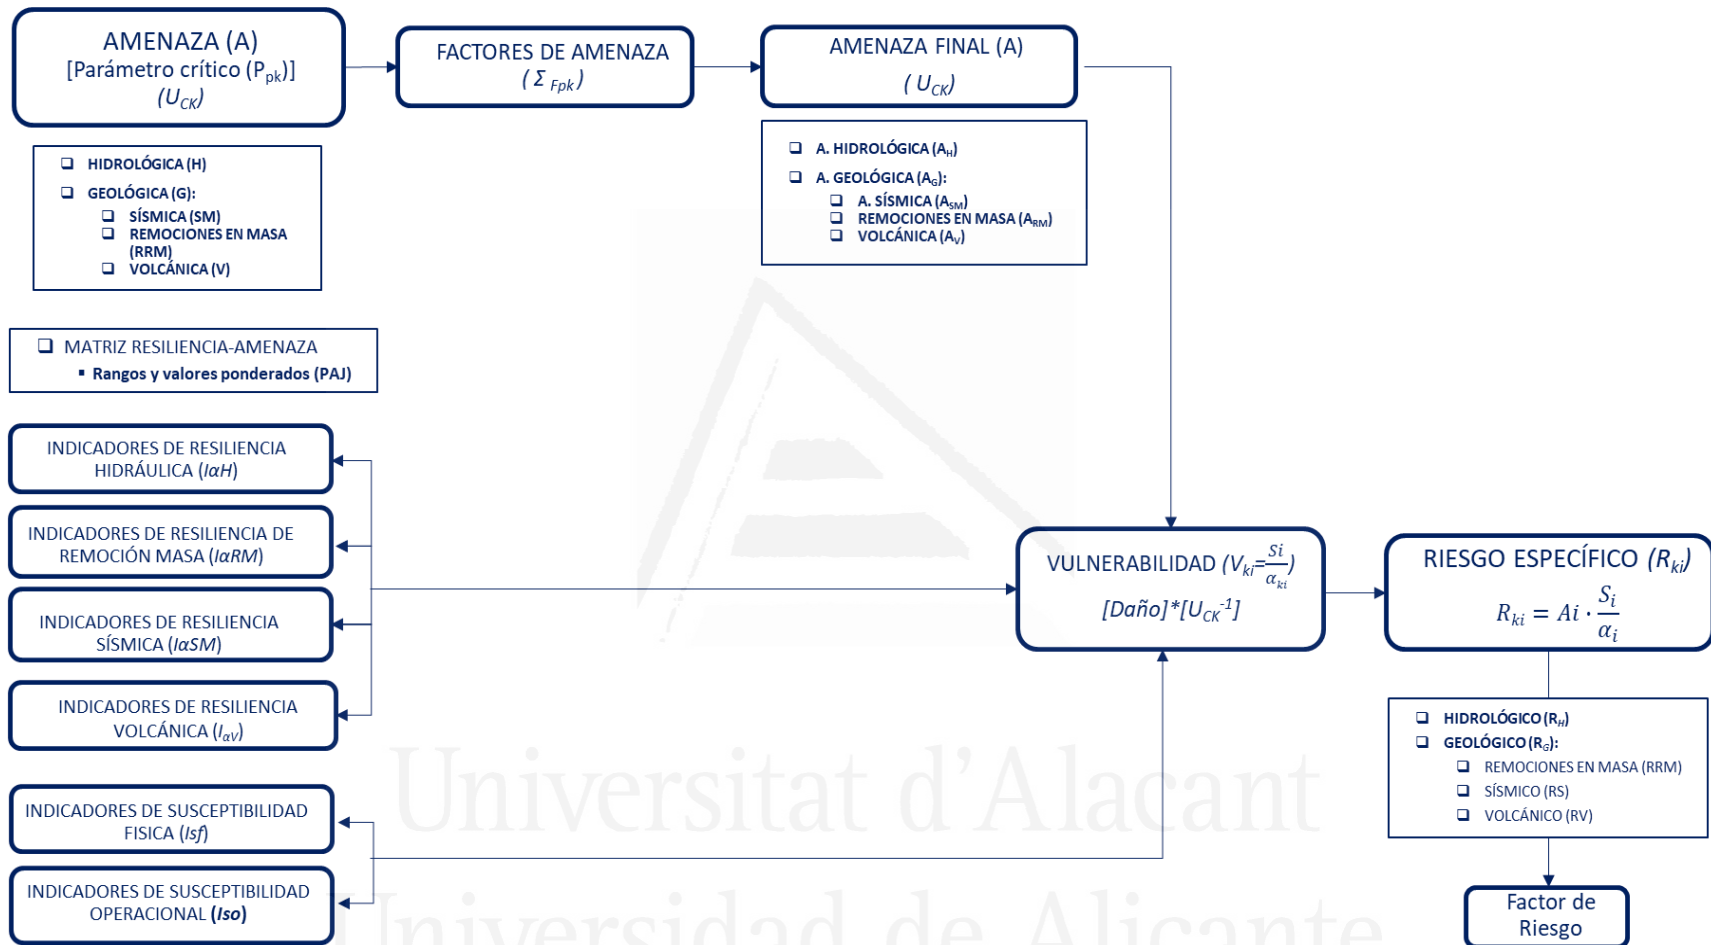 AMENAZA (A)
[Parámetro crítico (Ppk)]
(UCK)
FACTORES DE AMENAZA
( Σ Fpk )
AMENAZA FINAL (A)
( UCK)
❑ HIDROLÓGICA (H)
❑ GEOLÓGICA (G):
❑ SÍSMICA (SM)
❑ REMOCIONES EN MASA
(RRM)
❑ VOLCÁNICA (V)
❑ A. HIDROLÓGICA (AH)
❑ A. GEOLÓGICA (AG):
❑ A. SÍSMICA (ASM)
❑ REMOCIONES EN MASA (ARM)
❑ VOLCÁNICA (AV)
❑ MATRIZ RESILIENCIA-AMENAZA
▪ Rangos y valores ponderados (PAJ)
INDICADORES DE RESILIENCIA
HIDRÁULICA (IαH)
INDICADORES DE RESILIENCIA DE
REMOCIÓN MASA (IαRM)
INDICADORES DE RESILIENCIA
SÍSMICA (IαSM)
INDICADORES DE RESILIENCIA
VOLCÁNICA (IαV)
INDICADORES DE SUSCEPTIBILIDAD
FISICA (Isf)
INDICADORES DE SUSCEPTIBILIDAD
OPERACIONAL (Iso)
VULNERABILIDAD (Vki=Si/αki)
[Daño]*[UCK-1]
RIESGO ESPECÍFICO (Rki)
Rki = Ai · Si/αi
❑ HIDROLÓGICO (RH)
❑ GEOLÓGICO (RG):
❑ REMOCIONES EN MASA (RRM)
❑ SÍSMICO (RS)
❑ VOLCÁNICO (RV)
Factor de
Riesgo
Universitat d'Alacant
Universidad de Alicante